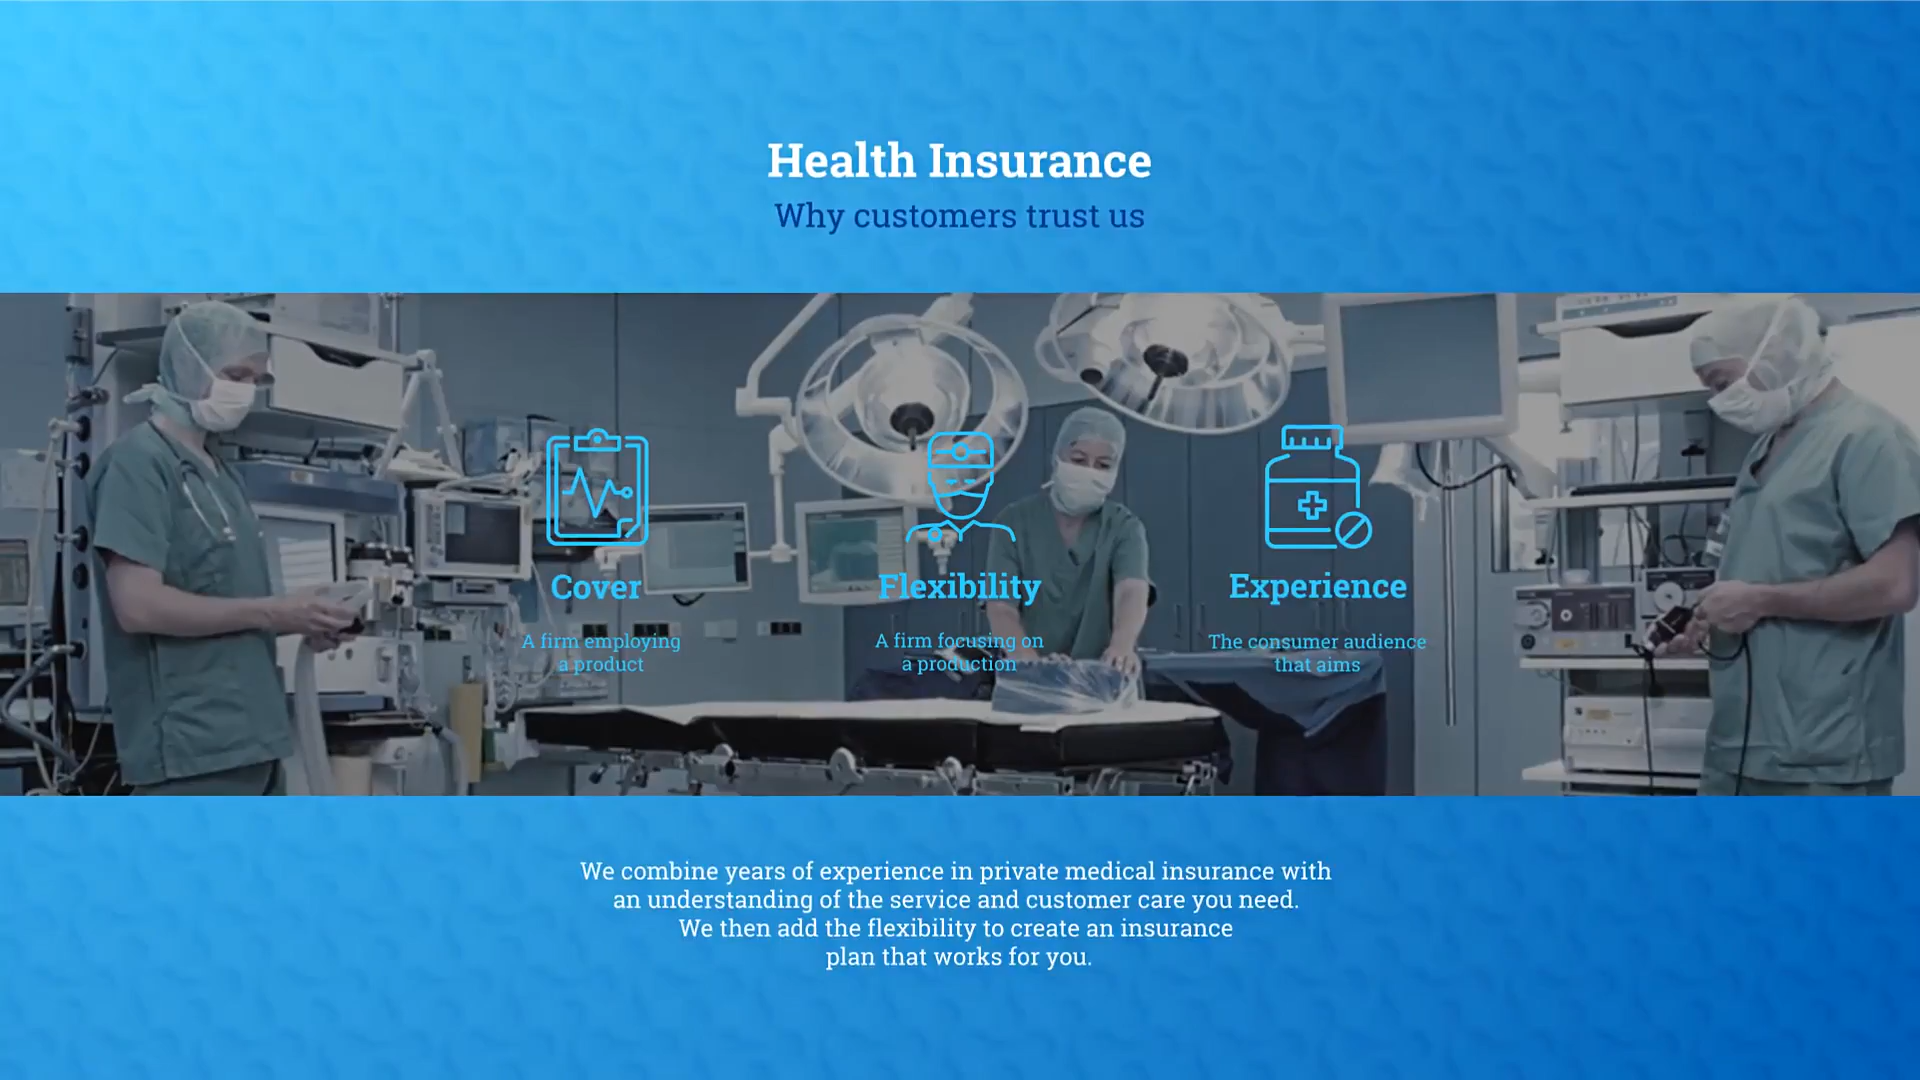 Health Insurance
Why customers trust us
Cover
A firm employing
a product
Flexibility
A firm focusing on
a production
Experience
The consumer audience
that aims
We combine years of experience in private medical insurance with
an understanding of the service and customer care you need.
We then add the flexibility to create an insurance
plan that works for you.